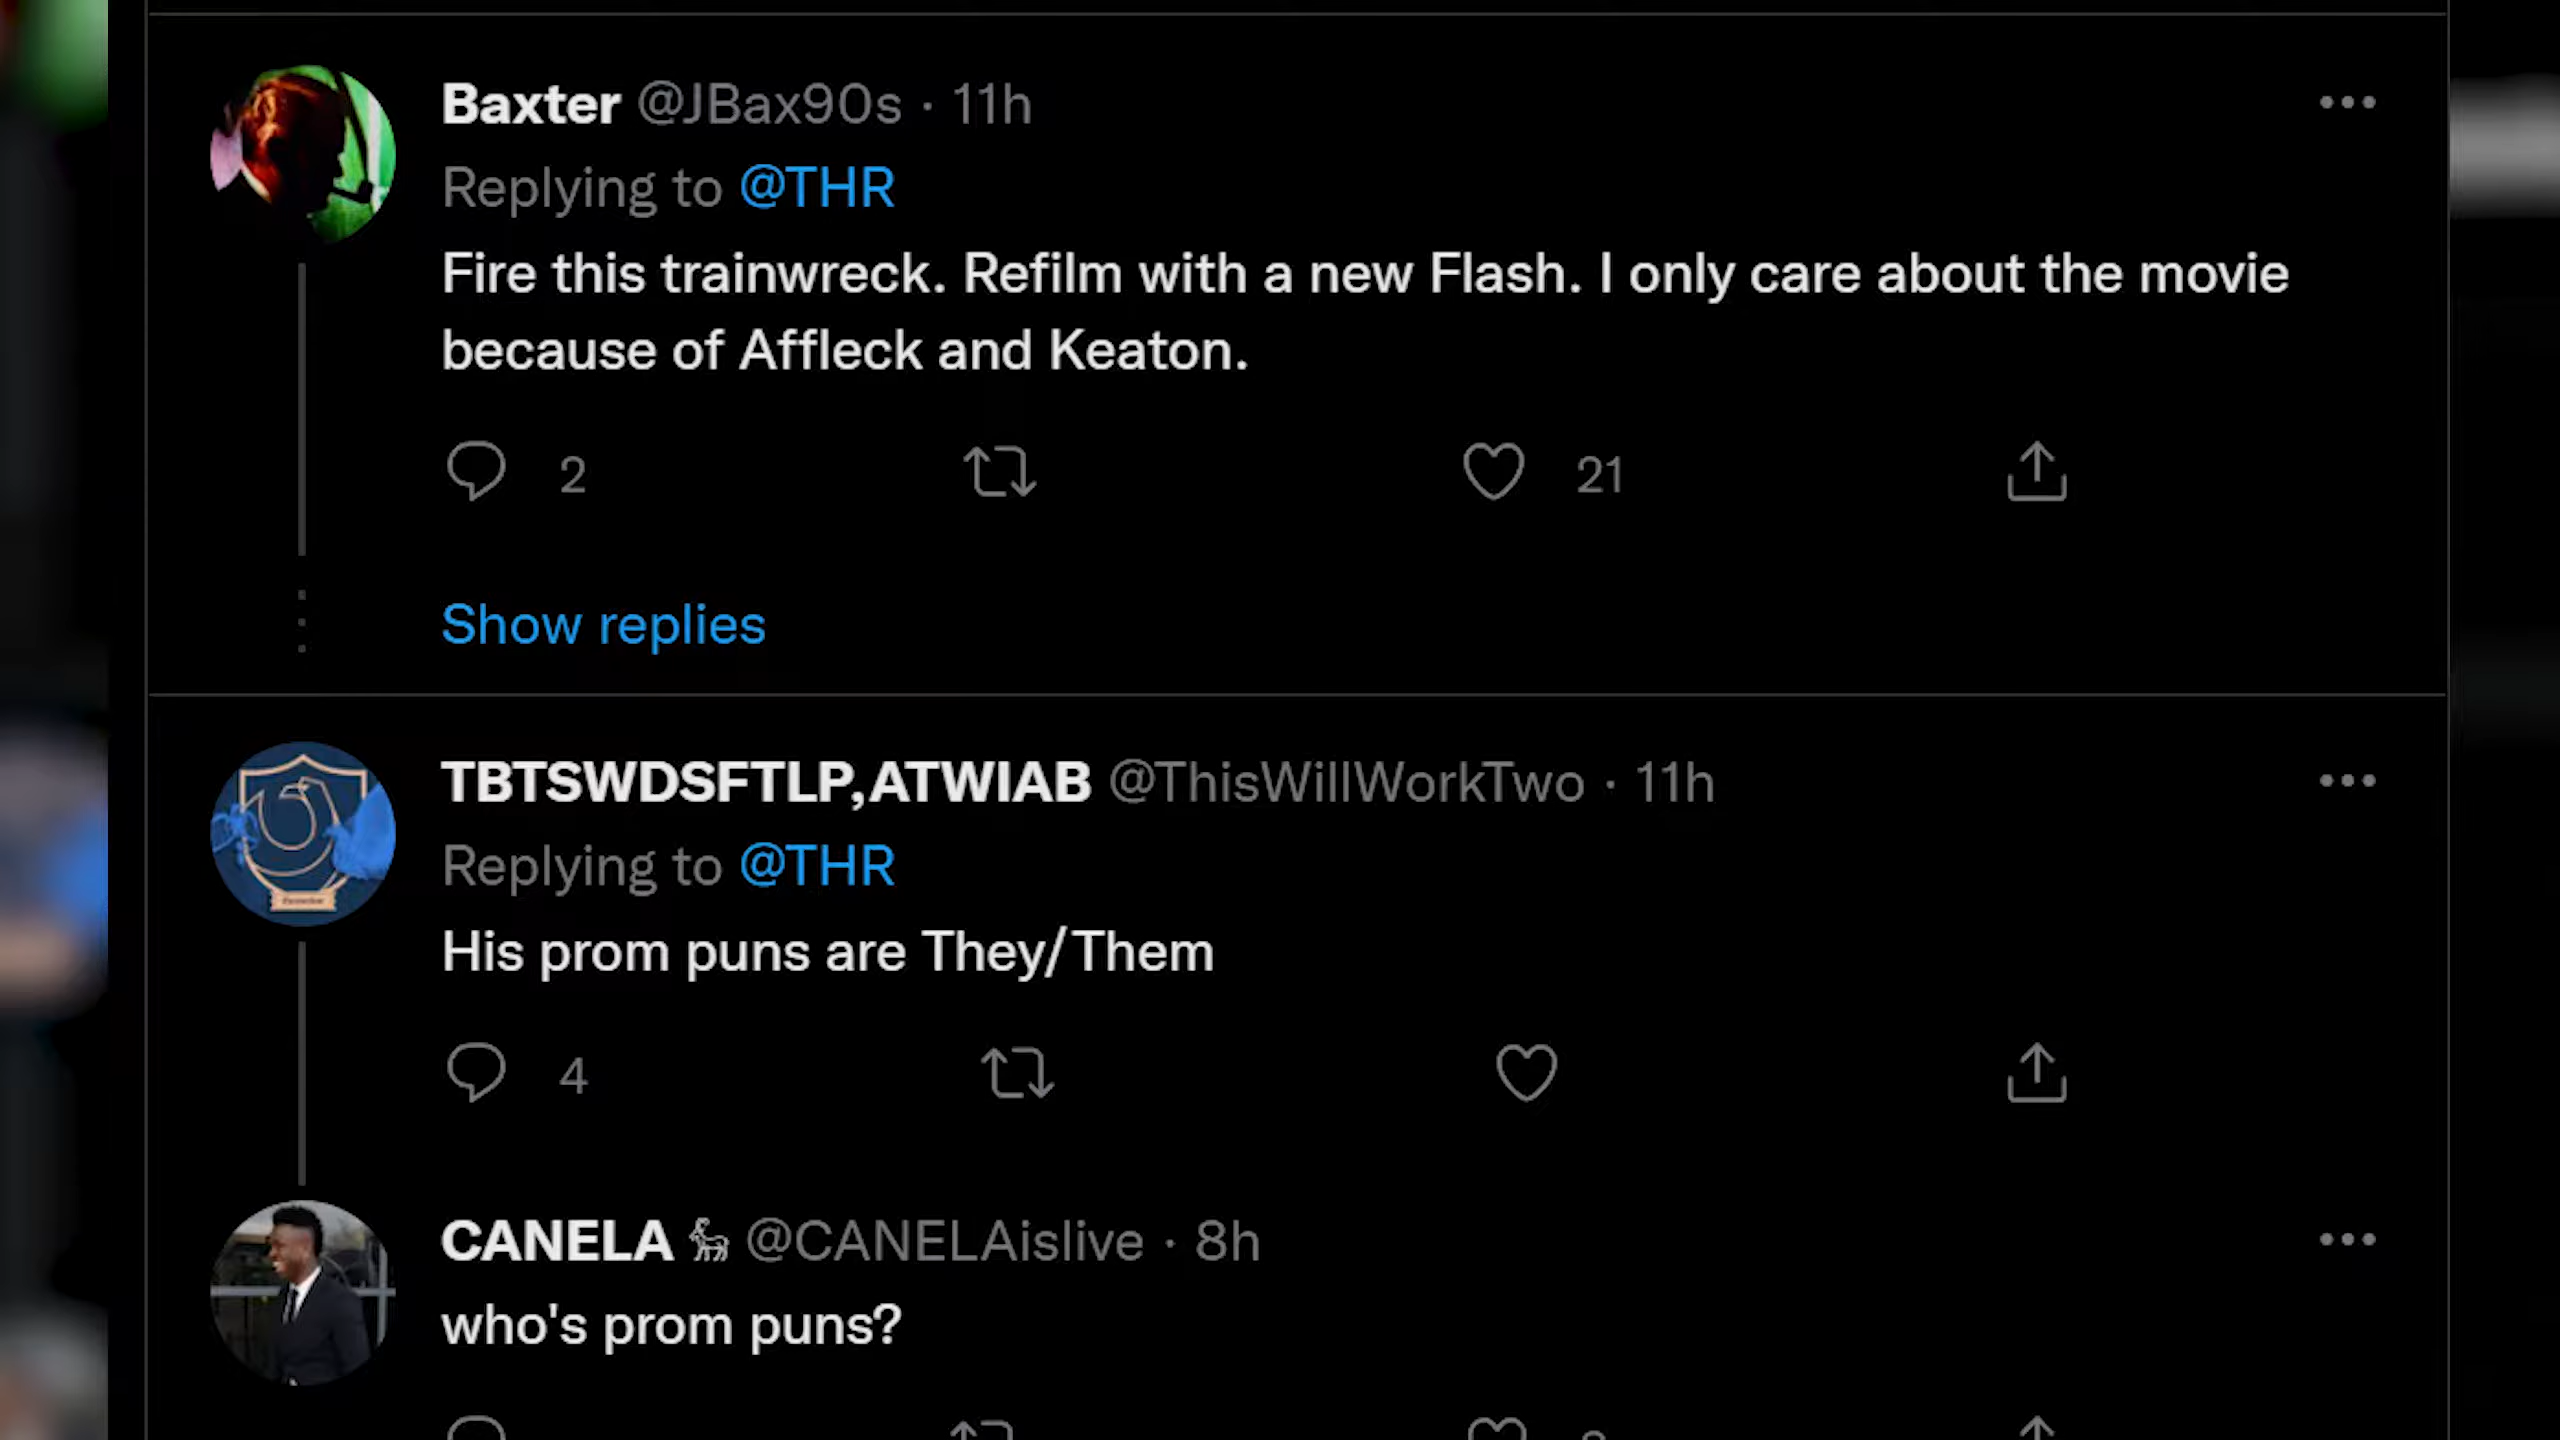 Baxter @JBax90s · 11h
Replying to @THR
Fire this trainwreck. Refilm with a new Flash. I only care about the movie
because of Affleck and Keaton.
2 21
Show replies
TBTSWDSFTLP,ATWIAB @ThisWillWorkTwo · 11h
Replying to @THR
His prom puns are They/Them
4
CANELA 🐐 @CANELAislive · 8h
who's prom puns?